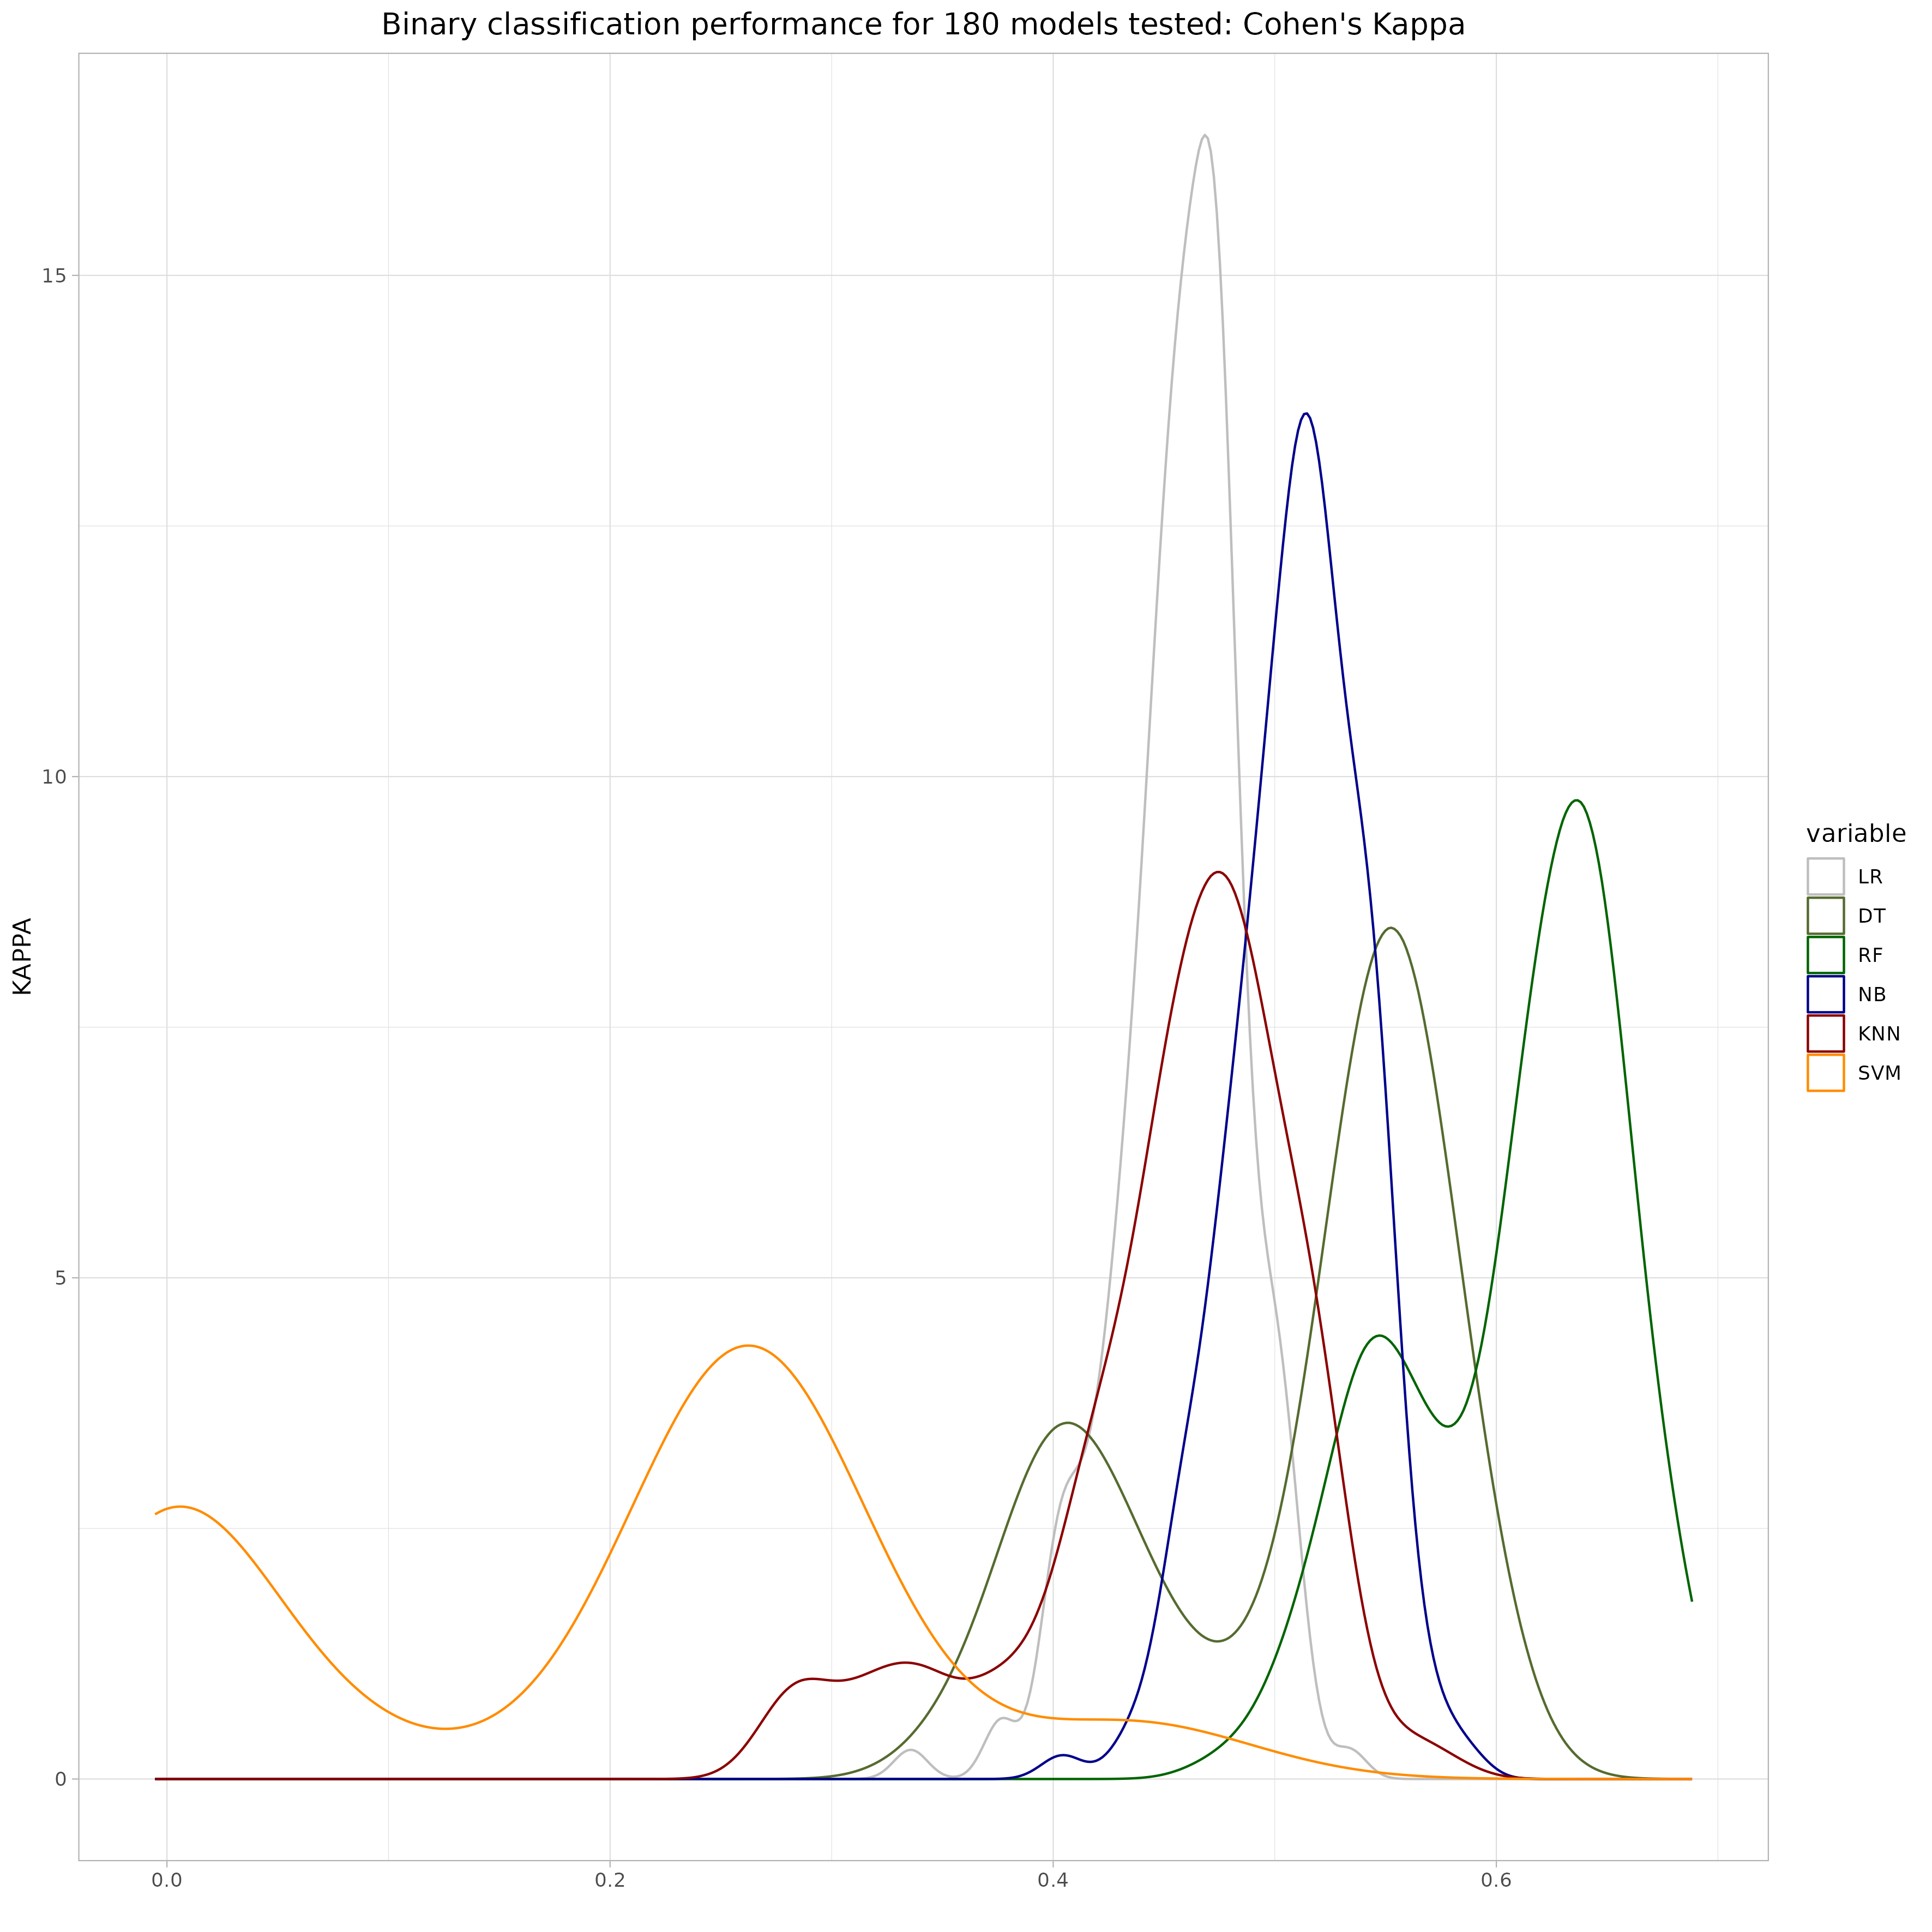 Binary classification performance for 180 models tested: Cohen's Kappa
KAPPA
15
10
5
0
0.0
0.2
0.4
0.6
variable
LR
DT
RF
NB
KNN
SVM